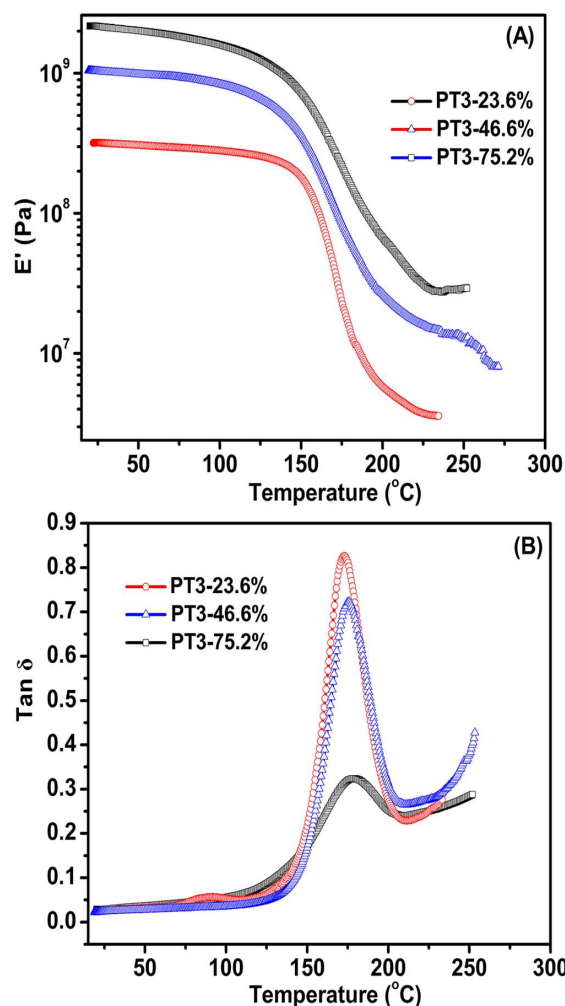 (A)
PT3-23.6%
PT3-46.6%
PT3-75.2%
E' (Pa)
10⁹
10⁸
10⁷
50 100 150 200 250 300
Temperature (°C)
(B)
PT3-23.6%
PT3-46.6%
PT3-75.2%
Tan δ
0.9
0.8
0.7
0.6
0.5
0.4
0.3
0.2
0.1
0.0
50 100 150 200 250 300
Temperature (°C)